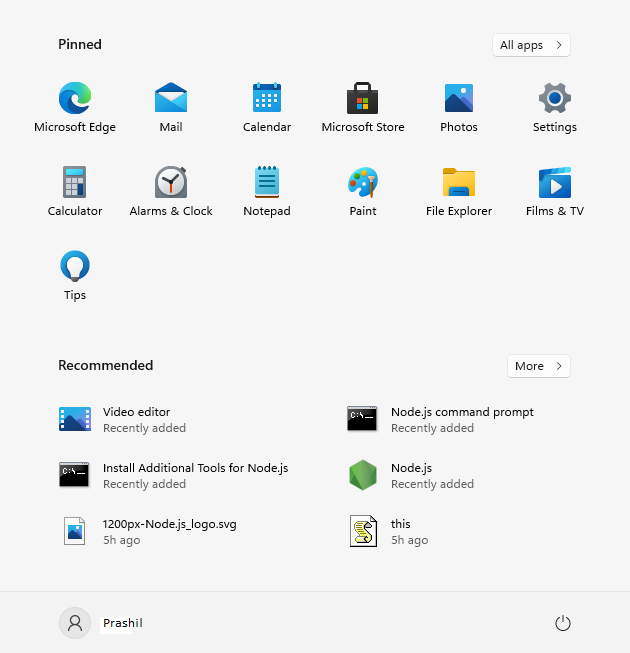 Pinned
All apps
Microsoft Edge
Mail
Calendar
Microsoft Store
Photos
Settings
Calculator
Alarms & Clock
Notepad
Paint
File Explorer
Films & TV
Tips
Recommended
More
Video editor
Recently added
Node.js command prompt
Recently added
Install Additional Tools for Node.js
Recently added
Node.js
Recently added
1200px-Node.js_logo.svg
5h ago
this
5h ago
Prashil